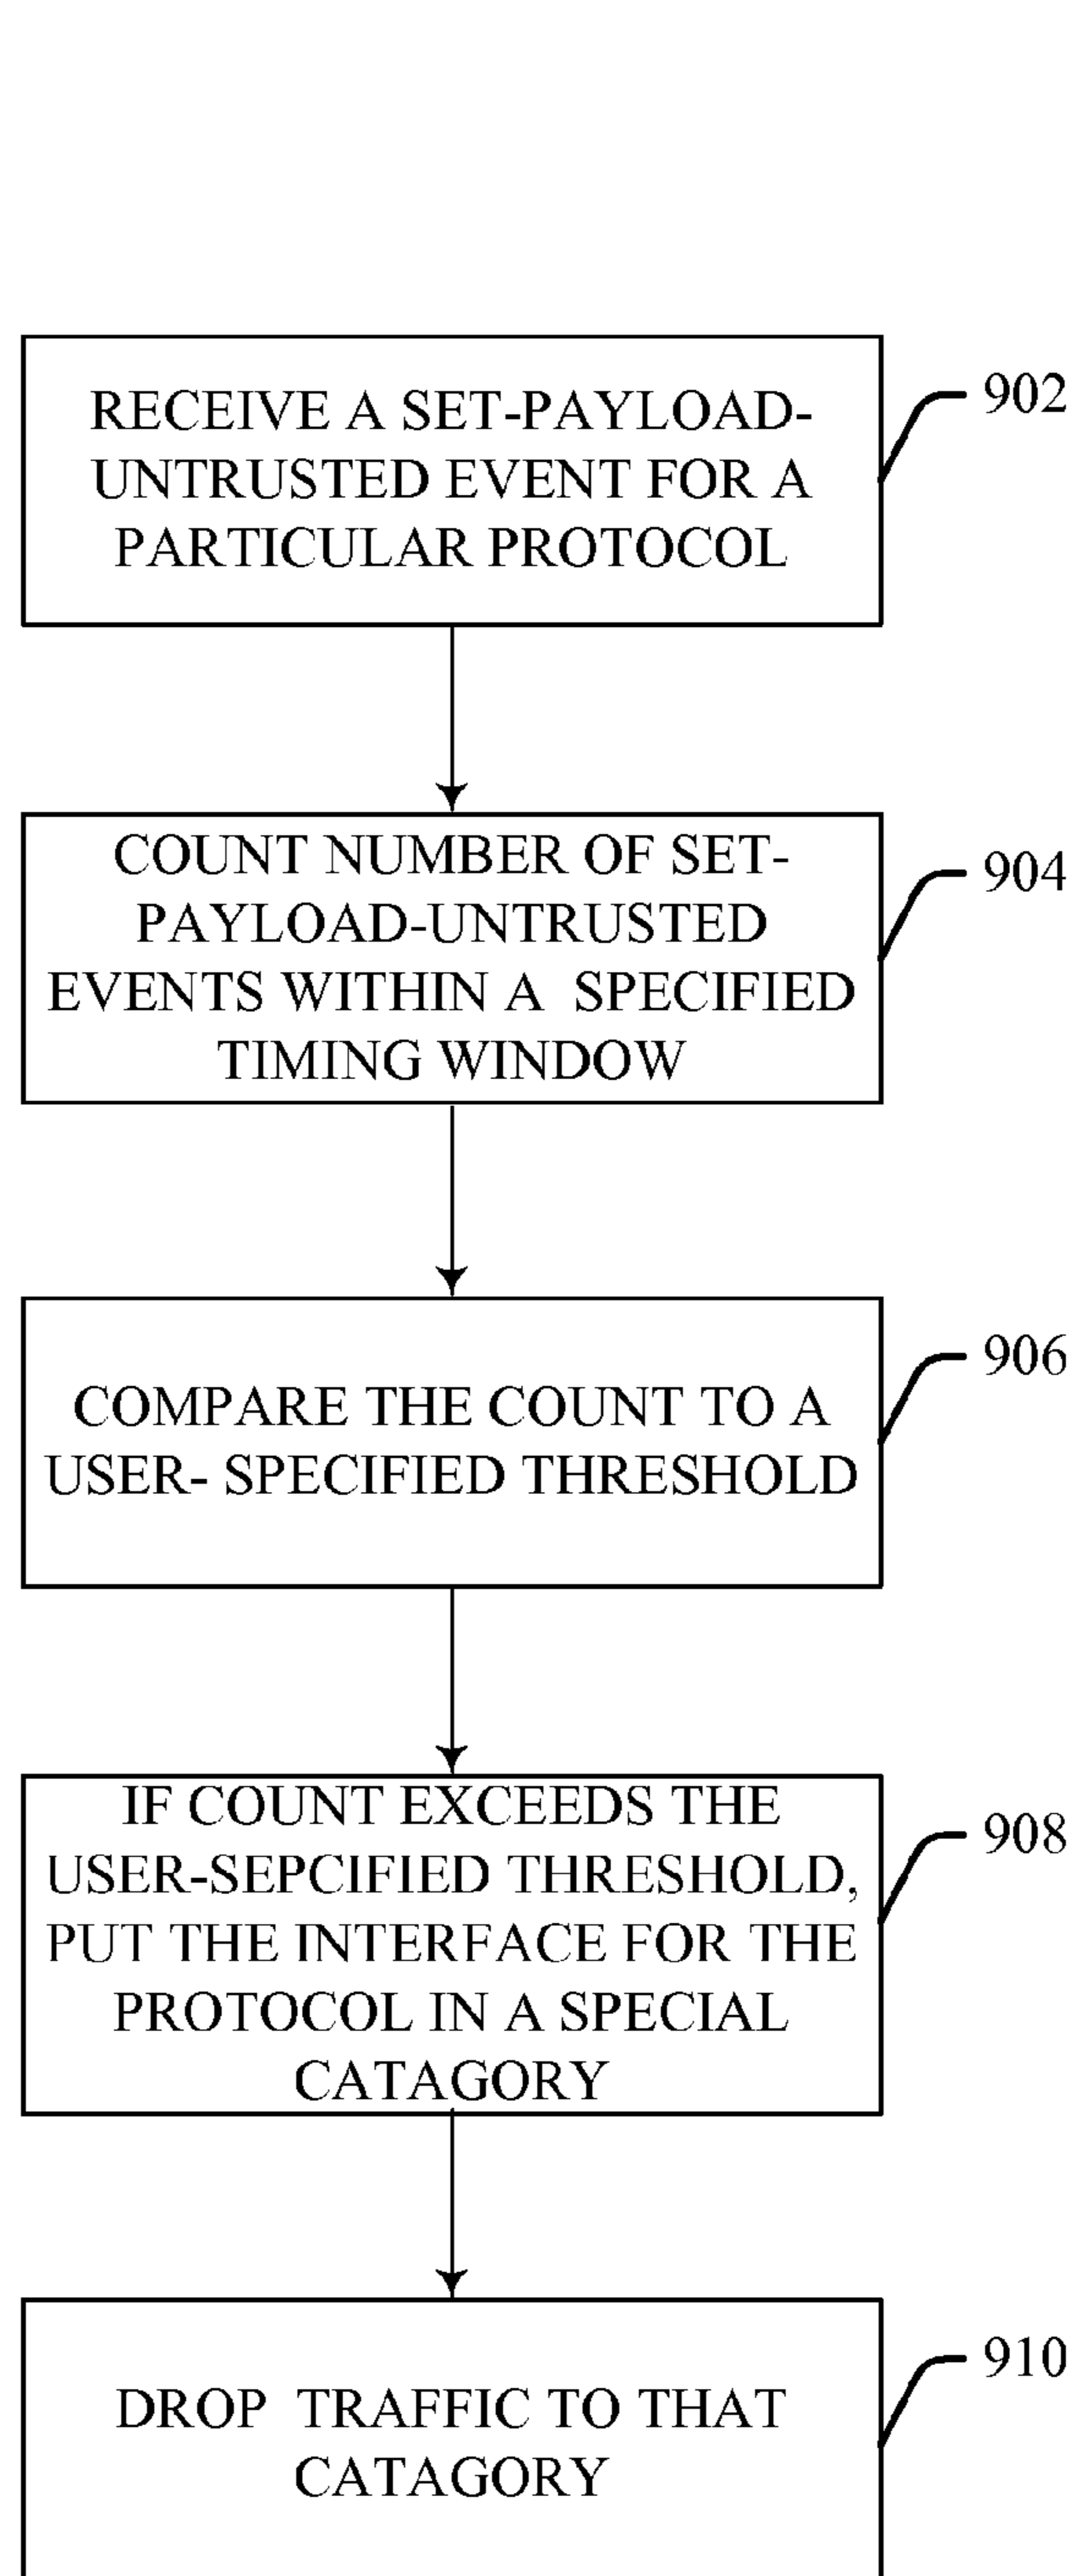 RECEIVE A SET-PAYLOAD-
UNTRUSTED EVENT FOR A
PARTICULAR PROTOCOL
902
COUNT NUMBER OF SET-
PAYLOAD-UNTRUSTED
EVENTS WITHIN A SPECIFIED
TIMING WINDOW
904
COMPARE THE COUNT TO A
USER- SPECIFIED THRESHOLD
906
IF COUNT EXCEEDS THE
USER-SEPCIFIED THRESHOLD,
PUT THE INTERFACE FOR THE
PROTOCOL IN A SPECIAL
CATAGORY
908
DROP TRAFFIC TO THAT
CATAGORY
910